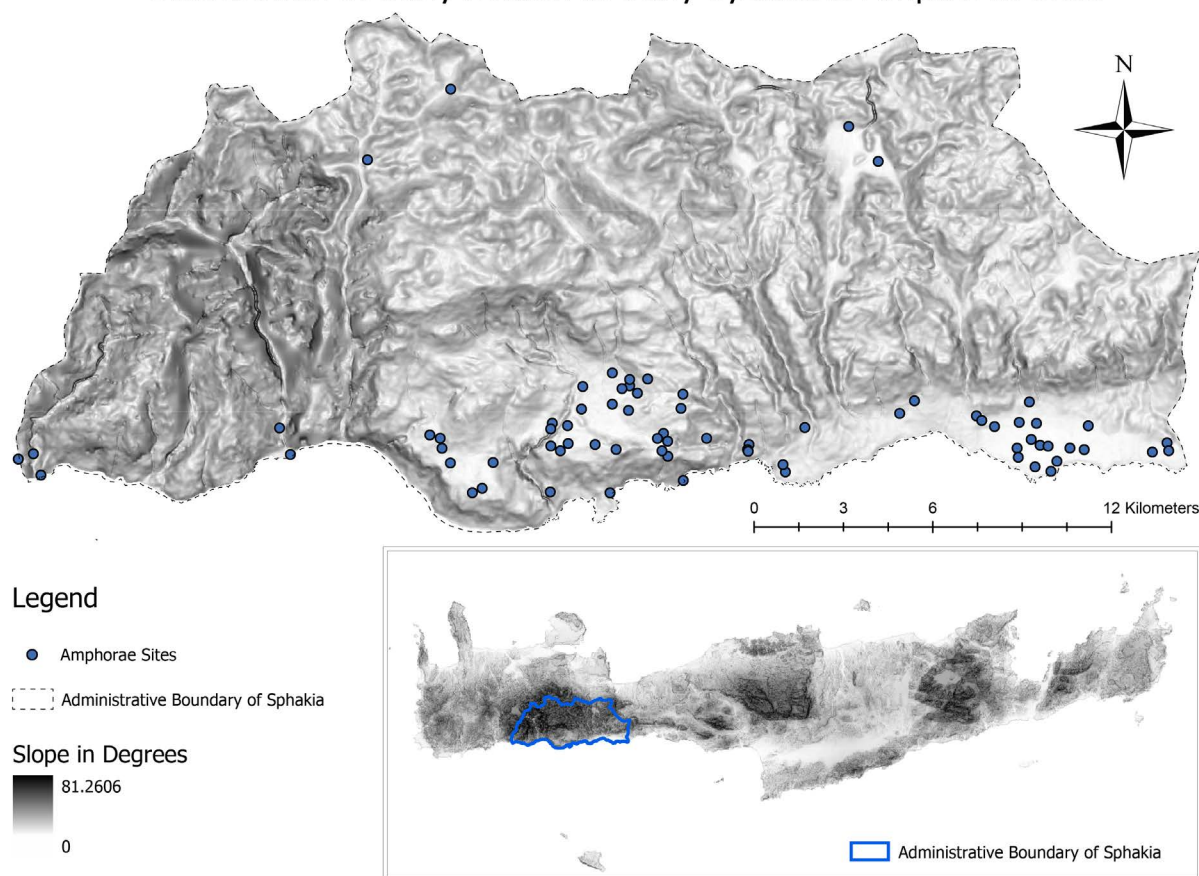 N
0 3 6 12 Kilometers
Legend
Amphorae Sites
Administrative Boundary of Sphakia
Slope in Degrees
81.2606
0
Administrative Boundary of Sphakia